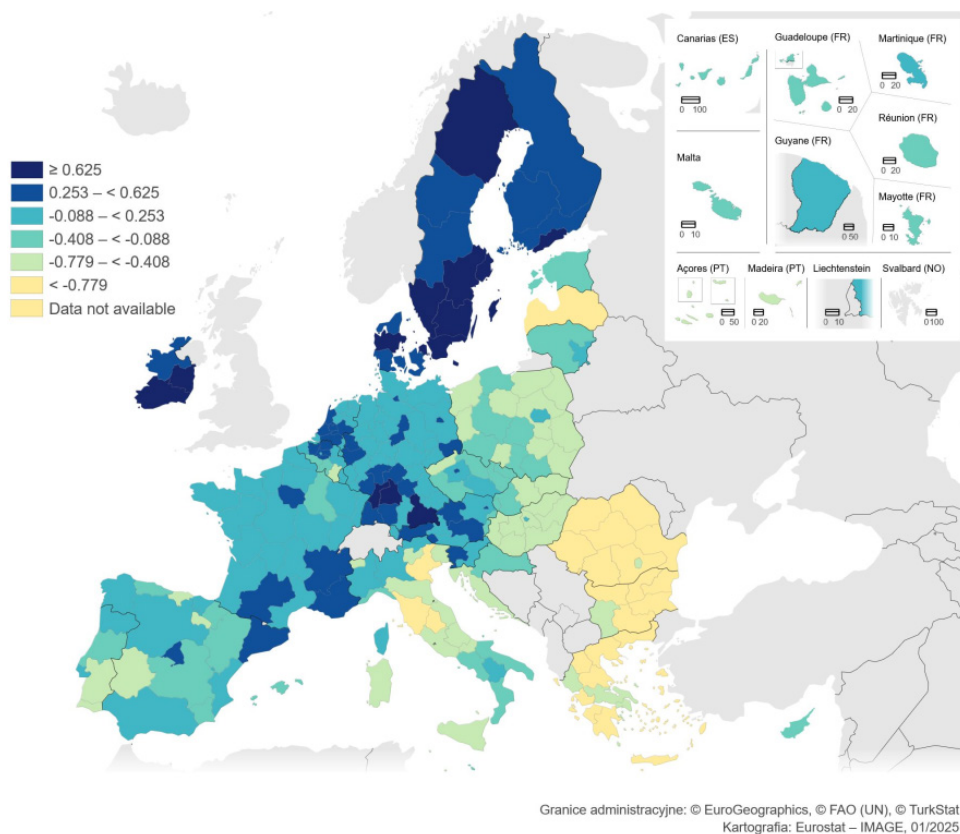 ≥ 0.625
0.253 – < 0.625
-0.088 – < 0.253
-0.408 – < -0.088
-0.779 – < -0.408
< -0.779
Data not available
Canarias (ES)
0 100
Guadeloupe (FR)
0 20
Martinique (FR)
0 20
Malta
0 10
Guyane (FR)
0 50
Réunion (FR)
0 20
Mayotte (FR)
0 10
Açores (PT)
0 50
Madeira (PT)
0 20
Liechtenstein
0 10
Svalbard (NO)
0 100
Granice administracyjne: © EuroGeographics, © FAO (UN), © TurkStat
Kartografia: Eurostat – IMAGE, 01/2025